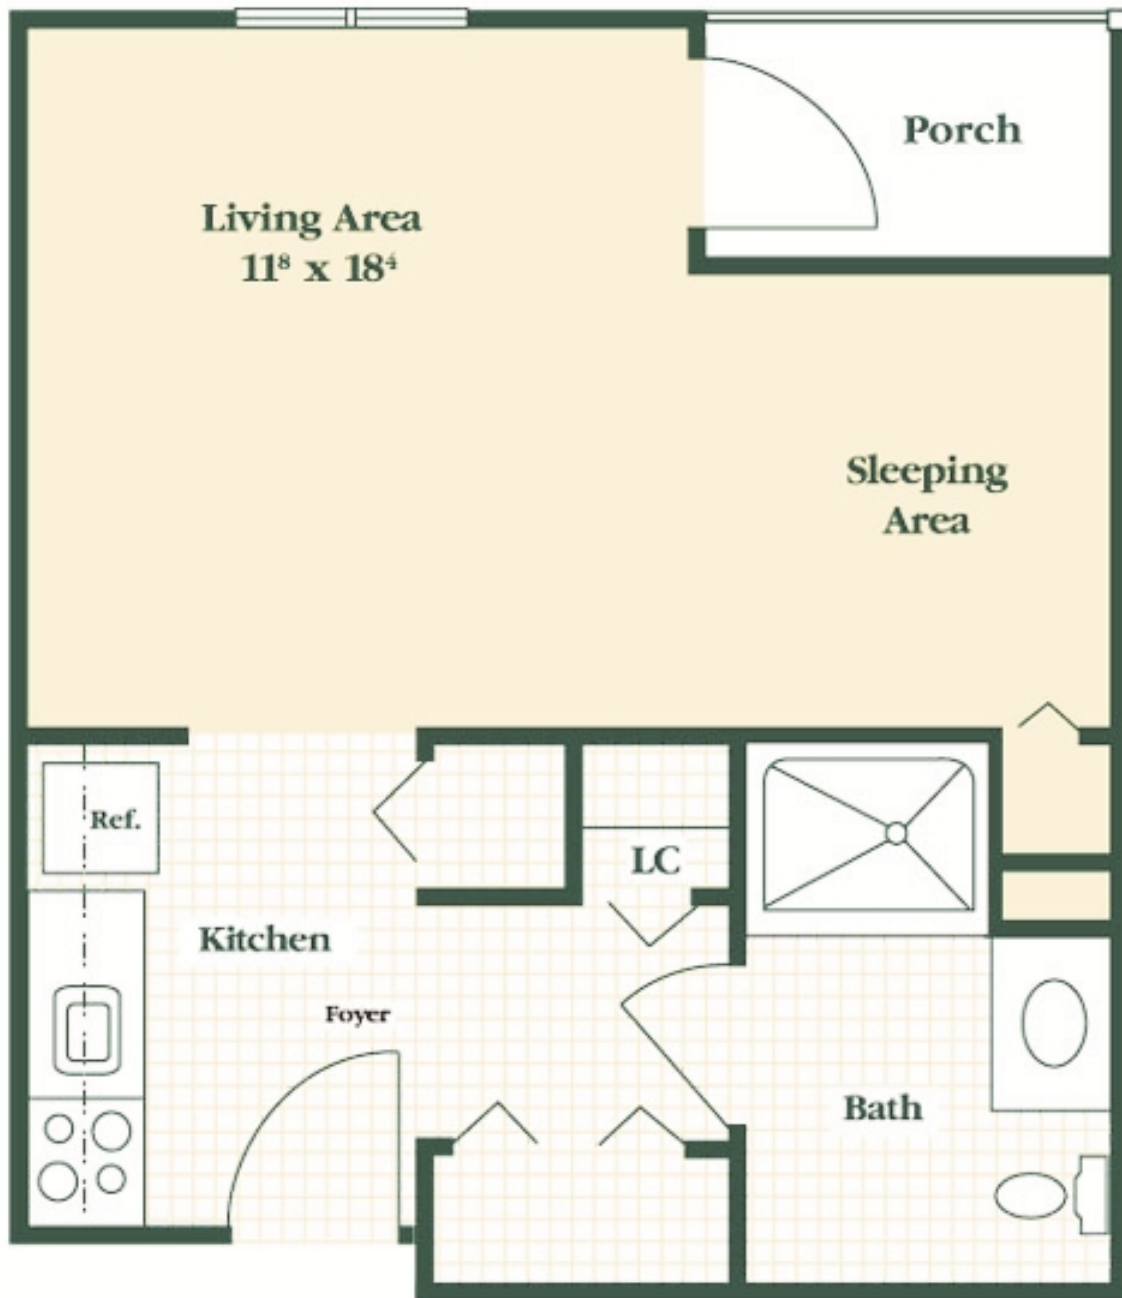 Porch
Living Area
11⁸ x 18⁴
Sleeping
Area
Ref.
LC
Kitchen
Foyer
Bath